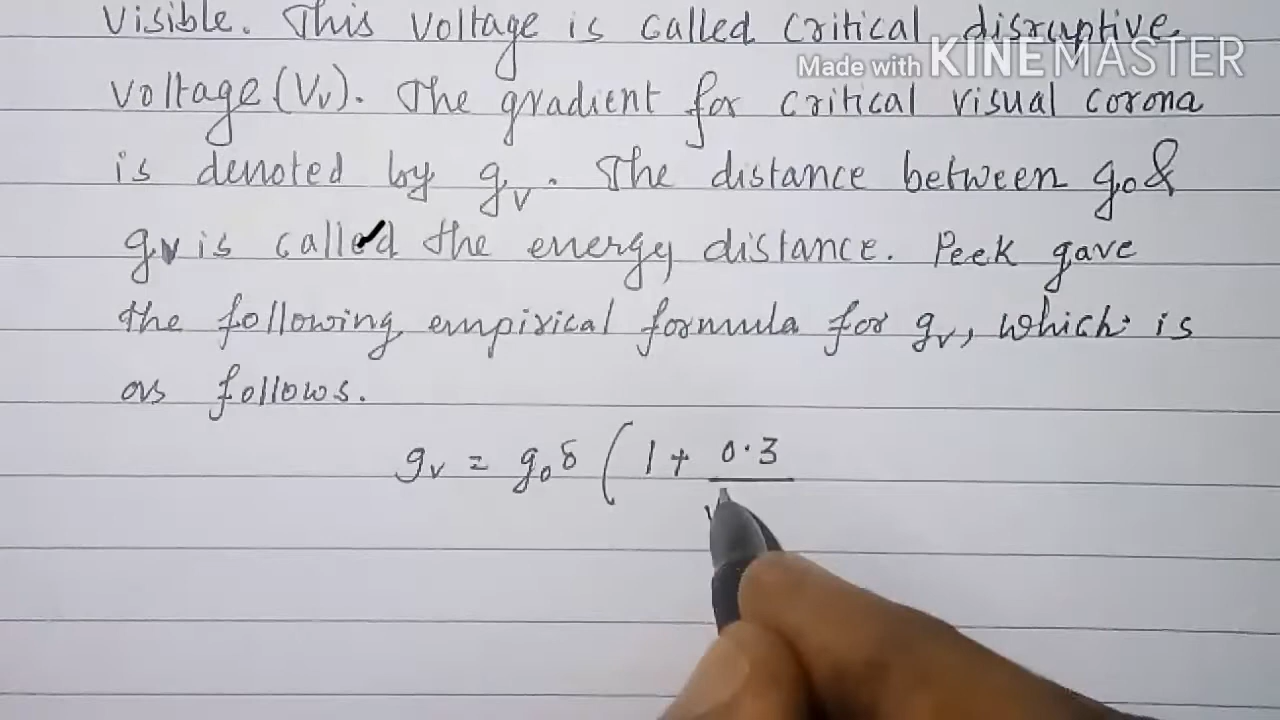 visible. This voltage is called critical disruptive
Made with KINEMASTER
voltage (Vv). The gradient for critical visual corona
is denoted by gv. The distance between g0 &
gv is called the energy distance. Peek gave
the following empirical formula for gv, which is
as follows.
gv = g0 δ ( 1 + 0.3